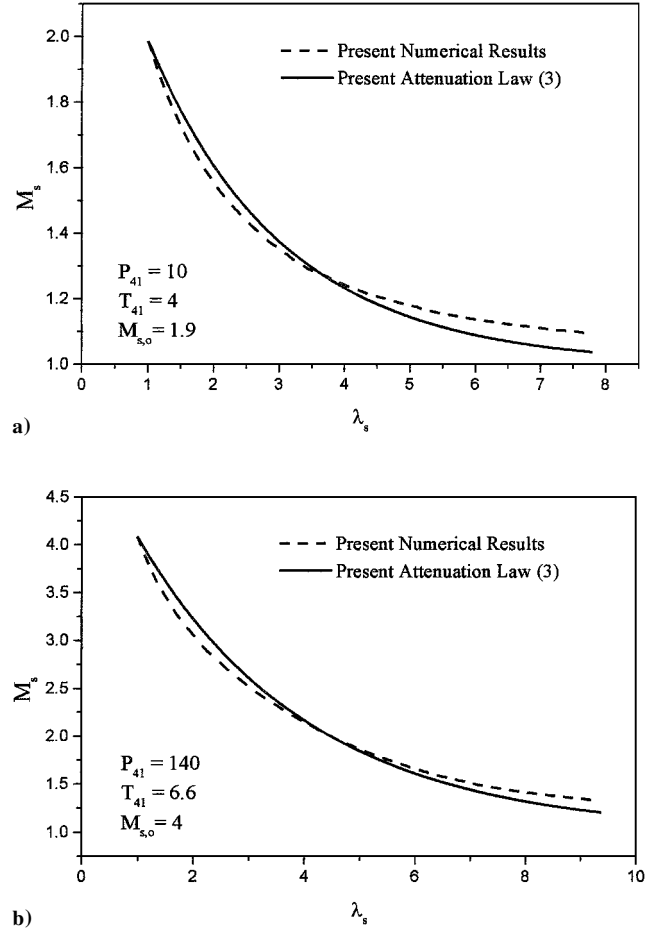 2.0
1.8
1.6
1.4
1.2
1.0
M_s
Present Numerical Results
Present Attenuation Law (3)
P_41 = 10
T_41 = 4
M_s,o = 1.9
0 1 2 3 4 5 6 7 8
λ_s
a)
4.5
4.0
3.5
3.0
2.5
2.0
1.5
1.0
M_s
Present Numerical Results
Present Attenuation Law (3)
P_41 = 140
T_41 = 6.6
M_s,o = 4
0 2 4 6 8 10
λ_s
b)